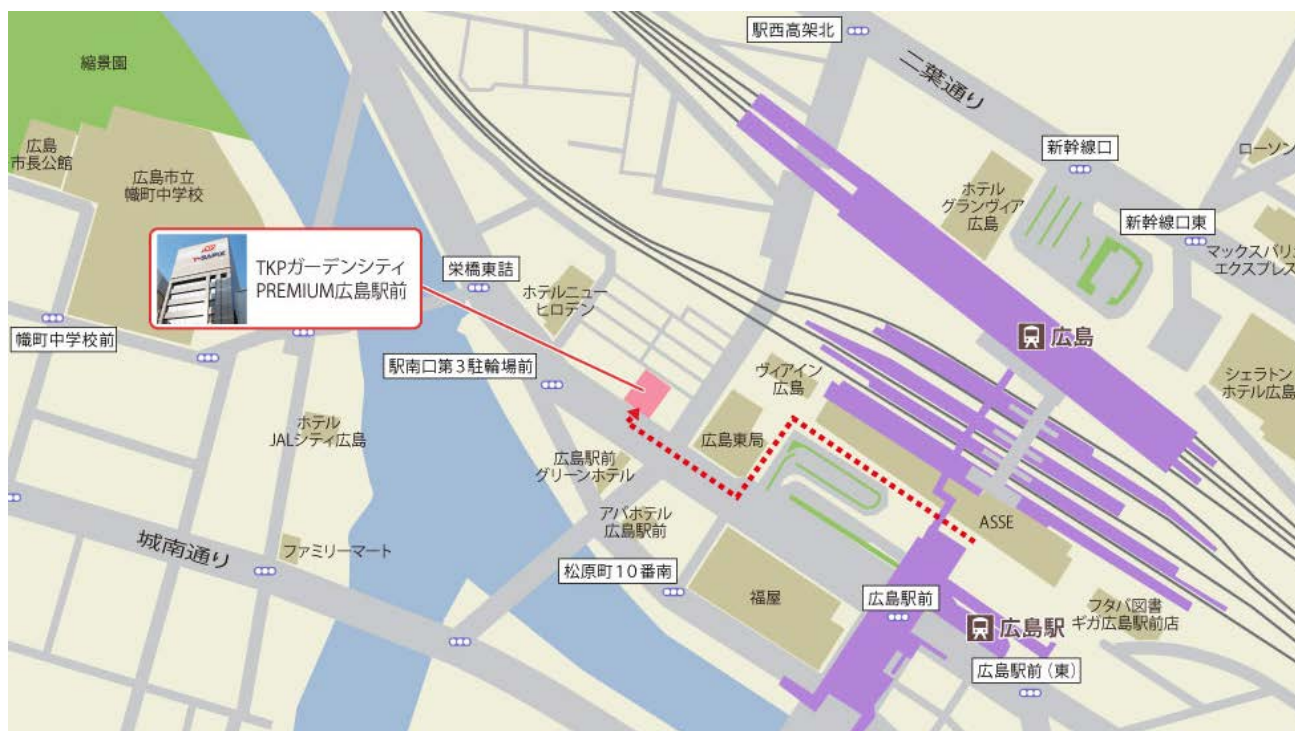 駅西高架北
二葉通り
縮景園
広島
市長公館
広島市立
幟町中学校
新幹線口
ローソン
ホテル
グランヴィア
広島
新幹線口東
マックスバリュ
エクスプレス
TKPガーデンシティ
PREMIUM広島駅前
栄橋東詰
ホテルニュー
ヒロデン
幟町中学校前
駅南口第3駐輪場前
広島
ヴィアイン
広島
シェラトン
ホテル広島
ホテル
JALシティ広島
広島東局
広島駅前
グリーンホテル
アパホテル
広島駅前
ASSE
城南通り
ファミリーマート
松原町10番南
福屋
広島駅前
フタバ図書
ギガ広島駅前店
広島駅
広島駅前(東)